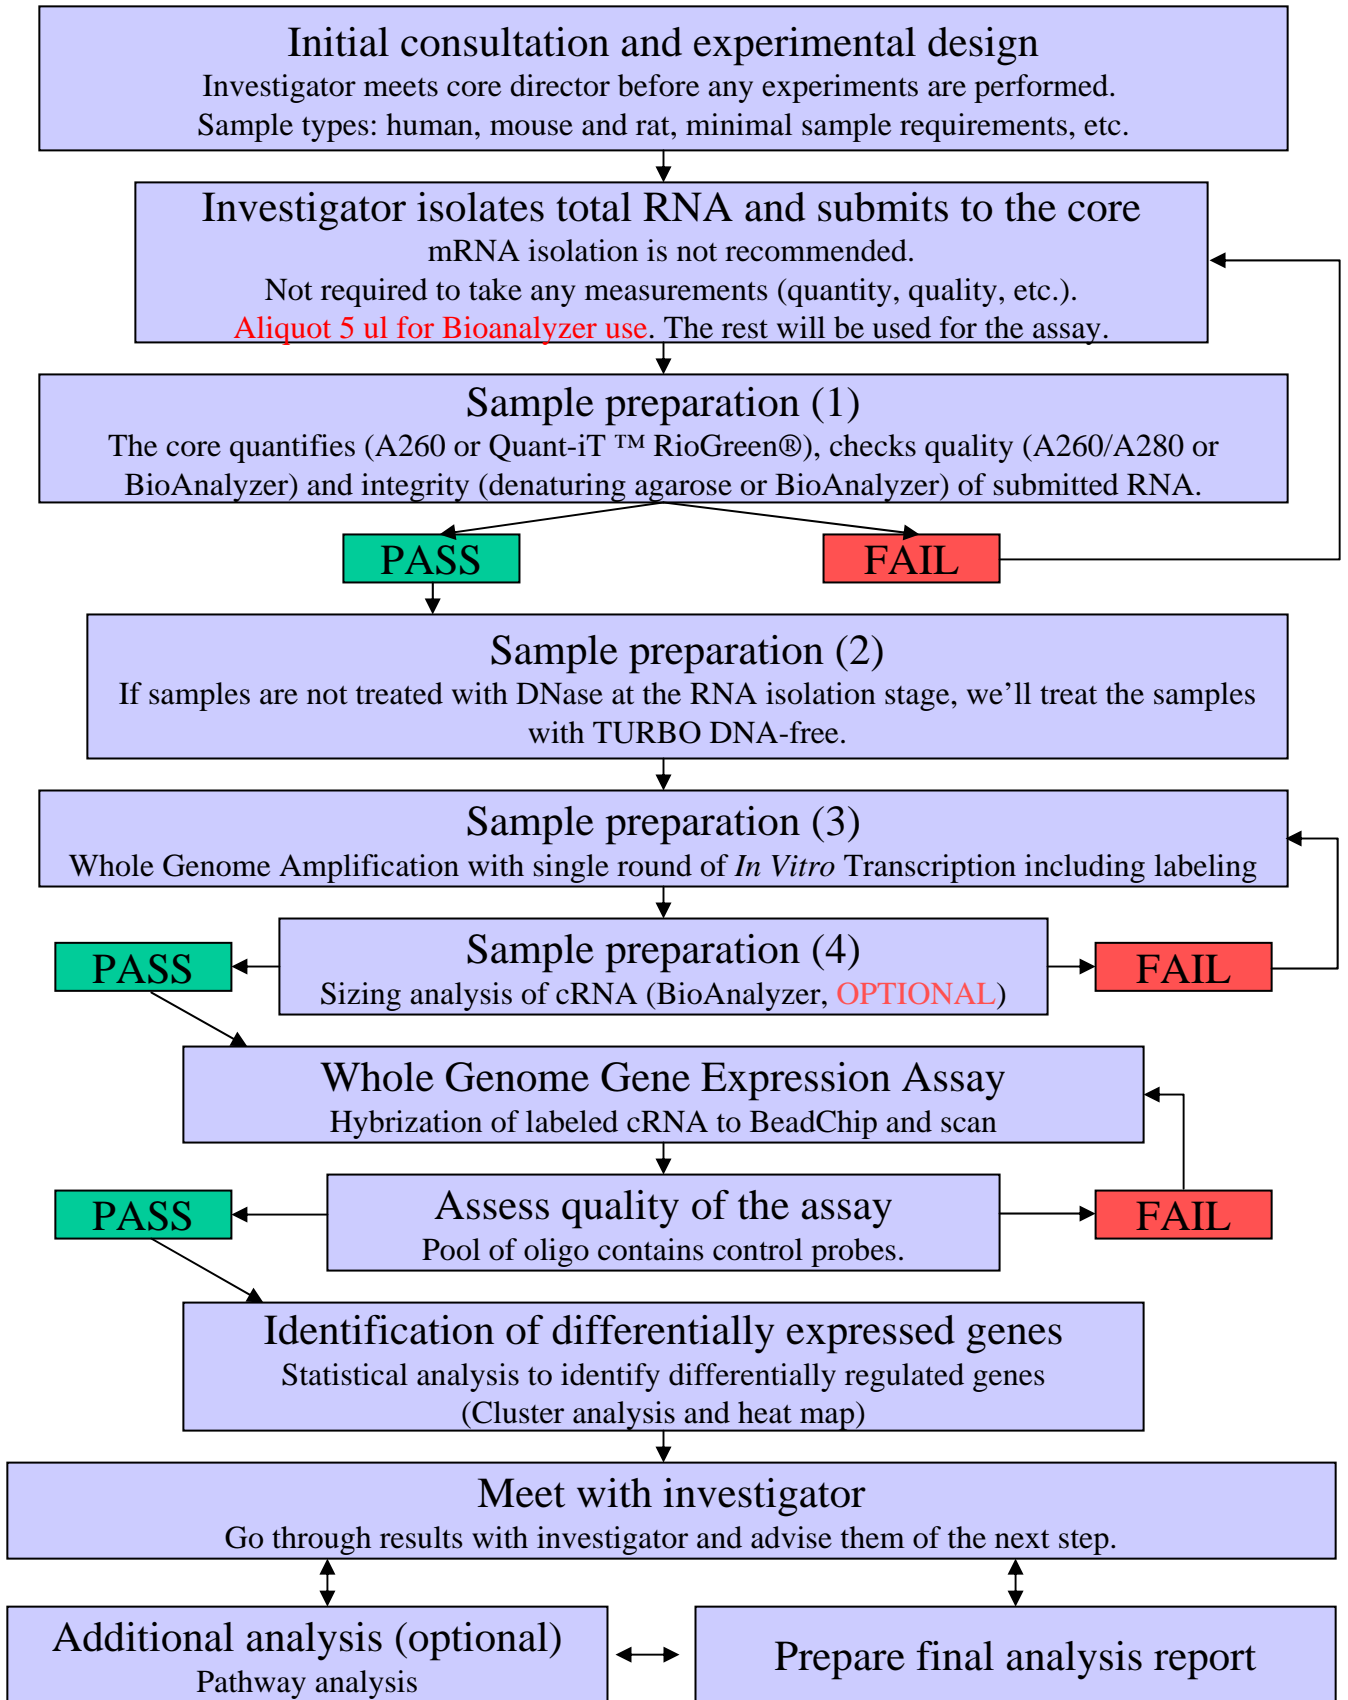 Initial consultation and experimental design
Investigator meets core director before any experiments are performed.
Sample types: human, mouse and rat, minimal sample requirements, etc.
Investigator isolates total RNA and submits to the core
mRNA isolation is not recommended.
Not required to take any measurements (quantity, quality, etc.).
Aliquot 5 ul for Bioanalyzer use. The rest will be used for the assay.
Sample preparation (1)
The core quantifies (A260 or Quant-iT ™ RioGreen®), checks quality (A260/A280 or
BioAnalyzer) and integrity (denaturing agarose or BioAnalyzer) of submitted RNA.
PASS
FAIL
Sample preparation (2)
If samples are not treated with DNase at the RNA isolation stage, we’ll treat the samples
with TURBO DNA-free.
Sample preparation (3)
Whole Genome Amplification with single round of In Vitro Transcription including labeling
PASS
Sample preparation (4)
Sizing analysis of cRNA (BioAnalyzer, OPTIONAL)
FAIL
Whole Genome Gene Expression Assay
Hybrization of labeled cRNA to BeadChip and scan
PASS
Assess quality of the assay
Pool of oligo contains control probes.
FAIL
Identification of differentially expressed genes
Statistical analysis to identify differentially regulated genes
(Cluster analysis and heat map)
Meet with investigator
Go through results with investigator and advise them of the next step.
Additional analysis (optional)
Pathway analysis
Prepare final analysis report